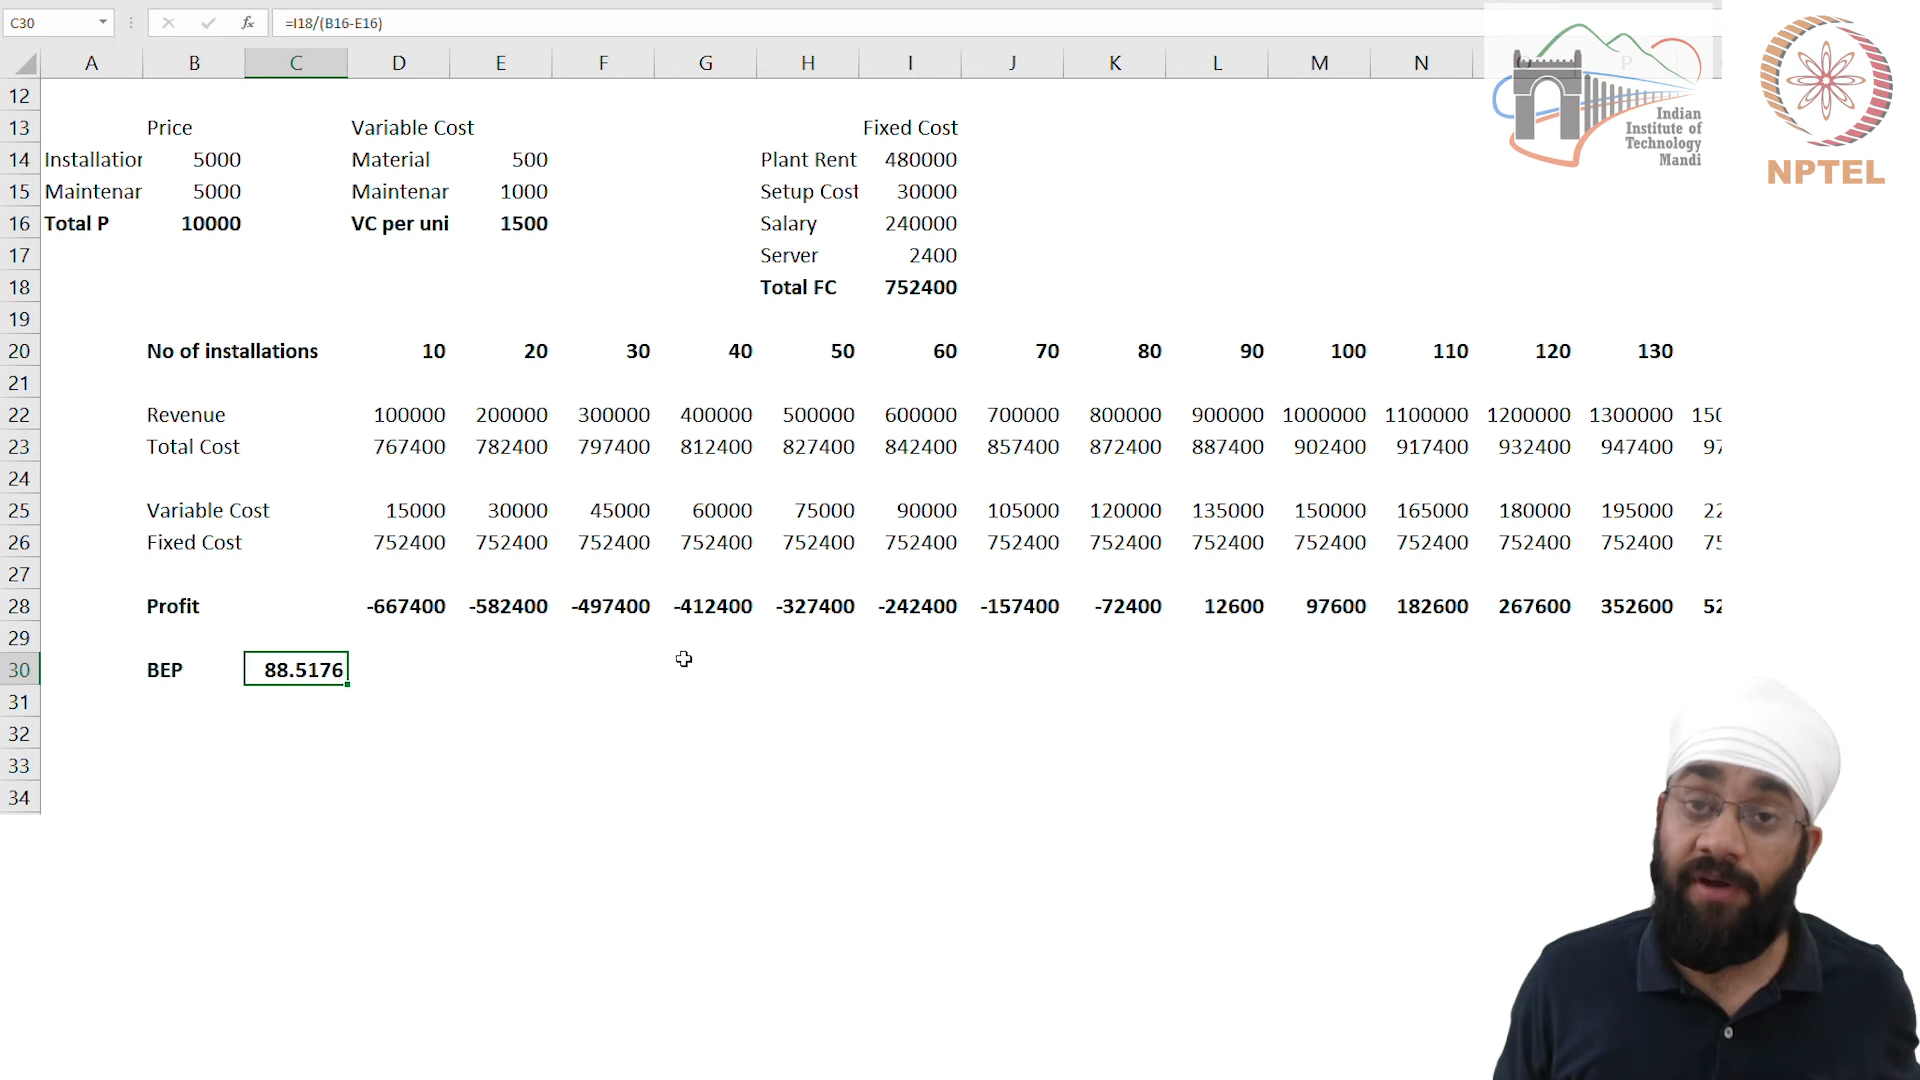 C30 fx =I18/(B16-E16)
A B C D E F G H I J K L M N P
12
13 Price Variable Cost Fixed Cost
14 Installation 5000 Material 500 Plant Rent 480000
15 Maintenar 5000 Maintenar 1000 Setup Cost 30000
16 Total P 10000 VC per uni 1500 Salary 240000
17 Server 2400
18 Total FC 752400
19
20 No of installations 10 20 30 40 50 60 70 80 90 100 110 120 130
21
22 Revenue 100000 200000 300000 400000 500000 600000 700000 800000 900000 1000000 1100000 1200000 1300000 150
23 Total Cost 767400 782400 797400 812400 827400 842400 857400 872400 887400 902400 917400 932400 947400 97
24
25 Variable Cost 15000 30000 45000 60000 75000 90000 105000 120000 135000 150000 165000 180000 195000 22
26 Fixed Cost 752400 752400 752400 752400 752400 752400 752400 752400 752400 752400 752400 752400 752400 75
27
28 Profit -667400 -582400 -497400 -412400 -327400 -242400 -157400 -72400 12600 97600 182600 267600 352600 52
29
30 BEP 88.5176
31
32
33
34
Indian
Institute of
Technology
Mandi
NPTEL